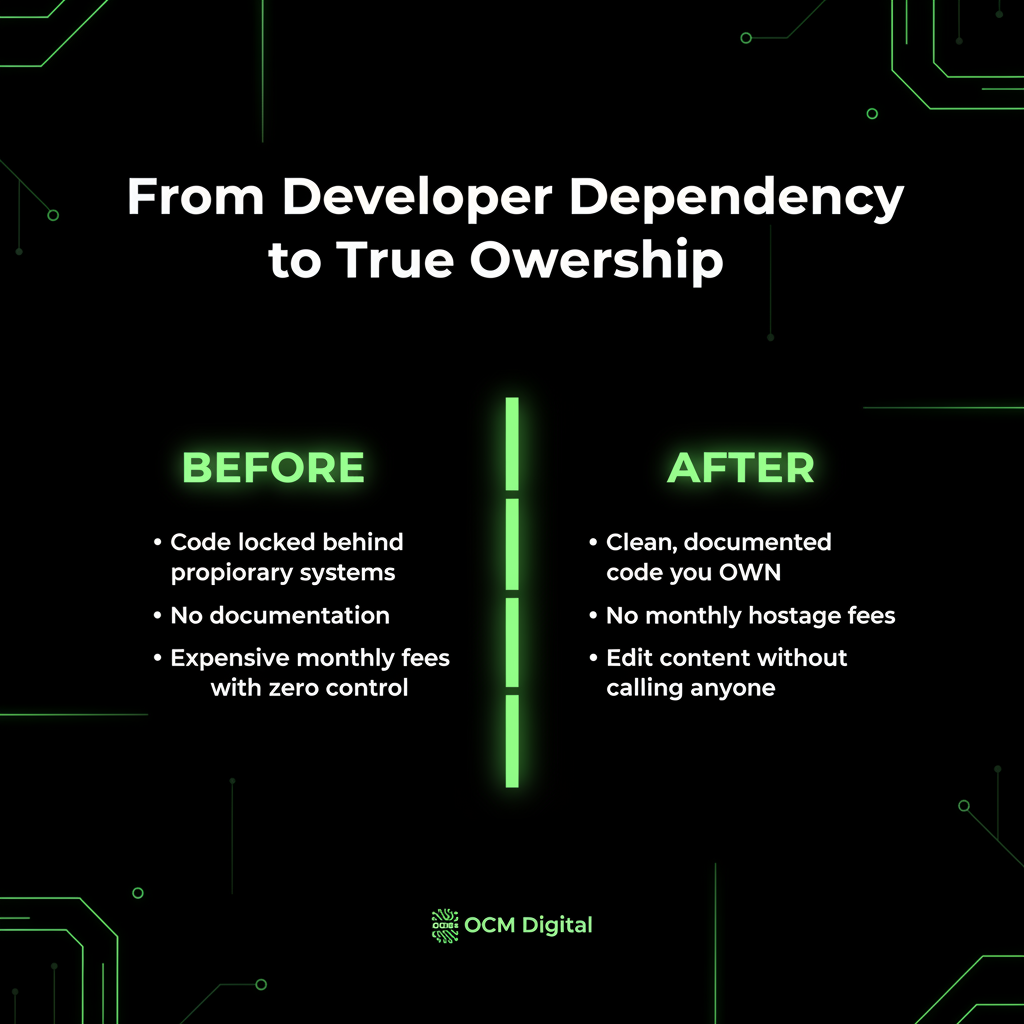 From Developer Dependency
to True Owership
BEFORE
• Code locked behind
propiorary systems
• No documentation
• Expensive monthly fees
with zero control
AFTER
• Clean, documented
code you OWN
• No monthly hostage fees
• Edit content without
calling anyone
OCM Digital